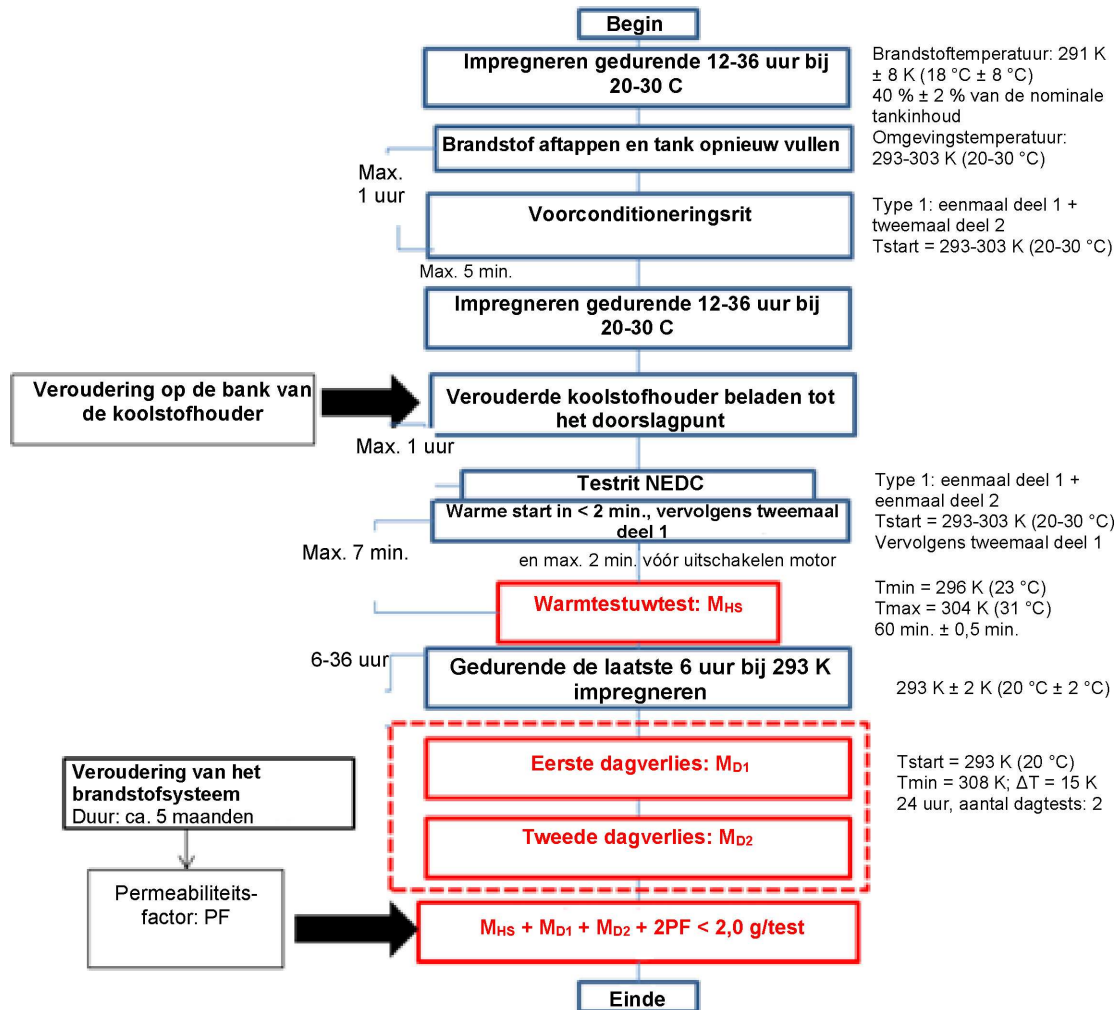 Begin
Impregneren gedurende 12-36 uur bij
20-30 C
Brandstoftemperatuur: 291 K
± 8 K (18 °C ± 8 °C)
40 % ± 2 % van de nominale
tankinhoud
Omgevingstemperatuur:
293-303 K (20-30 °C)
Brandstof aftappen en tank opnieuw vullen
Max.
1 uur
Voorconditioneringsrit
Type 1: eenmaal deel 1 +
tweemaal deel 2
Tstart = 293-303 K (20-30 °C)
Max. 5 min.
Impregneren gedurende 12-36 uur bij
20-30 C
Veroudering op de bank van
de koolstofhouder
Verouderde koolstofhouder beladen tot
het doorslagpunt
Max. 1 uur
Testrit NEDC
Warme start in < 2 min., vervolgens tweemaal
deel 1
Type 1: eenmaal deel 1 +
eenmaal deel 2
Tstart = 293-303 K (20-30 °C)
Vervolgens tweemaal deel 1
Max. 7 min.
en max. 2 min. vóór uitschakelen motor
Warmtestuwtest: MHS
Tmin = 296 K (23 °C)
Tmax = 304 K (31 °C)
60 min. ± 0,5 min.
6-36 uur
Gedurende de laatste 6 uur bij 293 K
impregneren
293 K ± 2 K (20 °C ± 2 °C)
Eerste dagverlies: MD1
Tstart = 293 K (20 °C)
Tmin = 308 K; ΔT = 15 K
24 uur, aantal dagtests: 2
Veroudering van het
brandstofsysteem
Duur: ca. 5 maanden
Tweede dagverlies: MD2
Permeabiliteits-
factor: PF
MHS + MD1 + MD2 + 2PF < 2,0 g/test
Einde